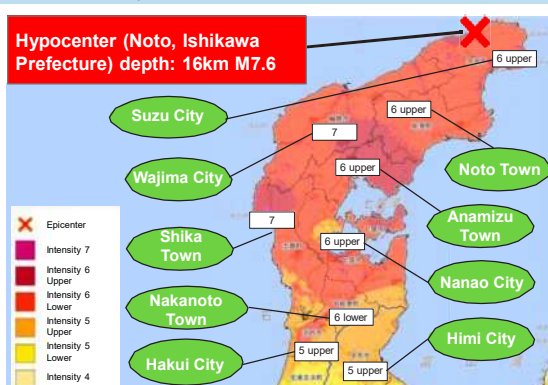 Hypocenter (Noto, Ishikawa
Prefecture) depth: 16km M7.6
6 upper
Suzu City
6 upper
7
Wajima City
6 upper
Noto Town
Anamizu
Town
7
Shika
Town
6 upper
Nanao City
Nakanoto
Town
6 lower
Himi City
Hakui City
5 upper
5 upper
Epicenter
Intensity 7
Intensity 6
Upper
Intensity 6
Lower
Intensity 5
Upper
Intensity 5
Lower
Intensity 4